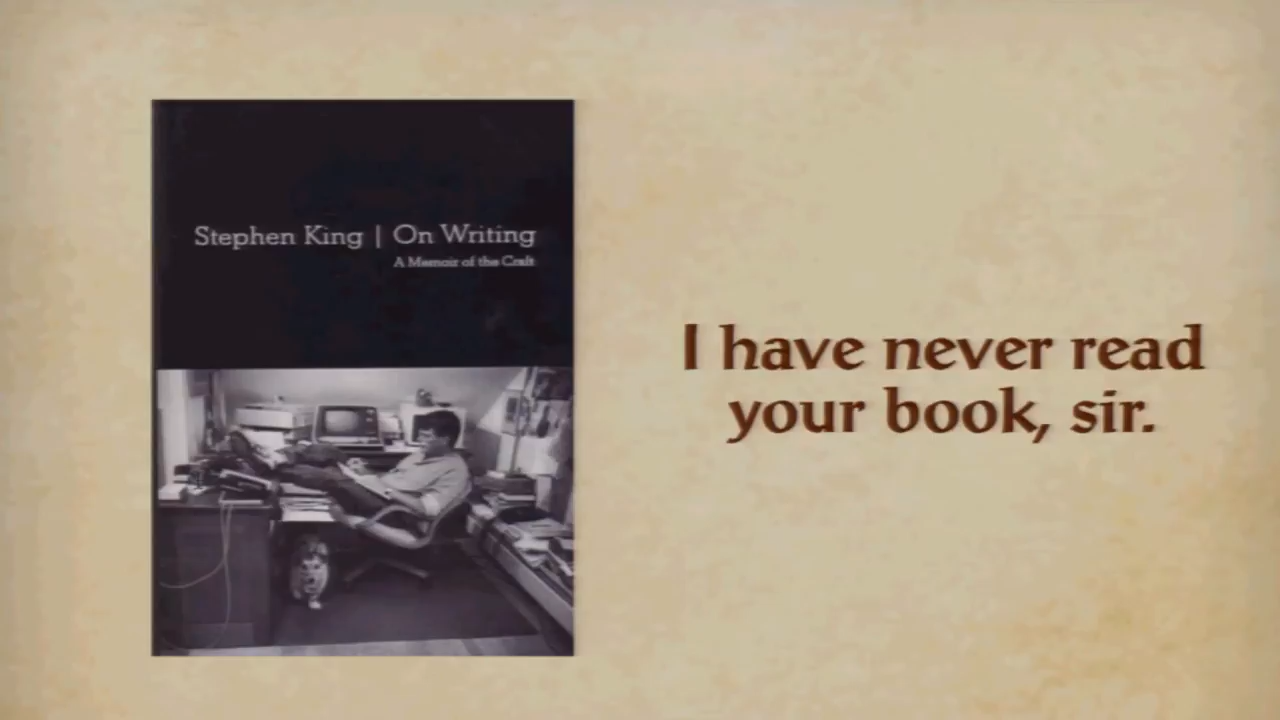 Stephen King | On Writing
A Memoir of the Craft
I have never read
your book, sir.